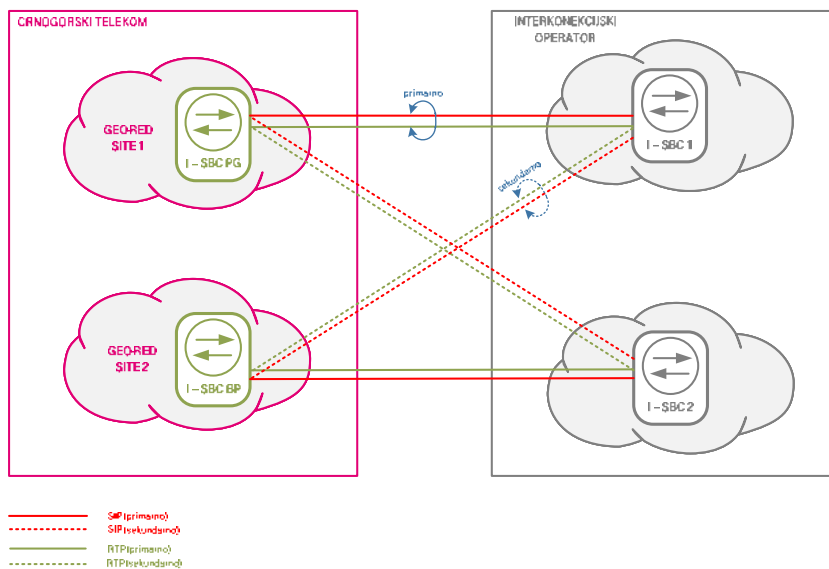 CRNOGORSKI TELEKOM
INTERKONEKCIJSKI
OPERATOR
GEO-RED
SITE 1
I – SBC PG
primarno
I – SBC 1
sekundarno
GEO-RED
SITE 2
I – SBC BP
I – SBC 2
SIP (primarno)
SIP (sekundarno)
RTP (primarno)
RTP (sekundarno)